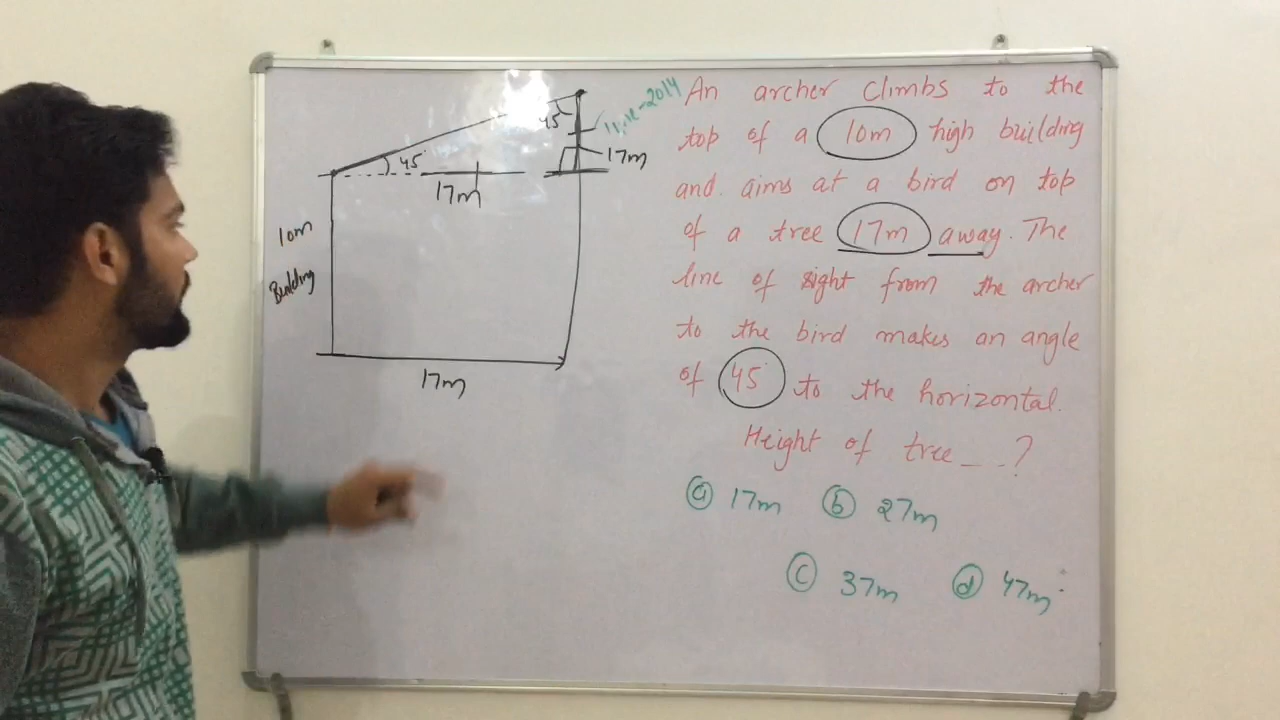 An archer climbs to the
top of a 10m high building
and aims at a bird on top
of a tree 17m away. The
line of sight from the archer
to the bird makes an angle
of 45 to the horizontal.
Height of tree --.?
a 17m b 27m
c 37m d 47m
45
45
17m
17m
10m
Building
17m